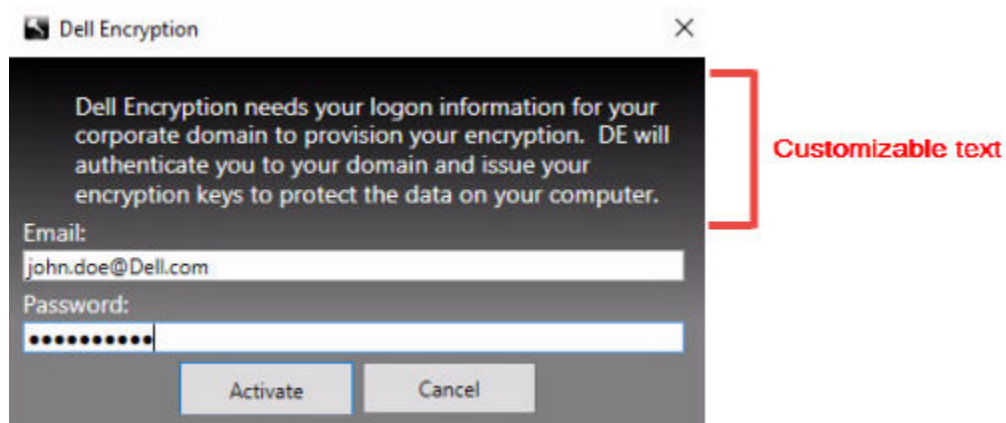 Dell Encryption
Dell Encryption needs your logon information for your
corporate domain to provision your encryption.  DE will
authenticate you to your domain and issue your
encryption keys to protect the data on your computer.
Customizable text
Email:
john.doe@Dell.com
Password:
●●●●●●●●●●
Activate
Cancel